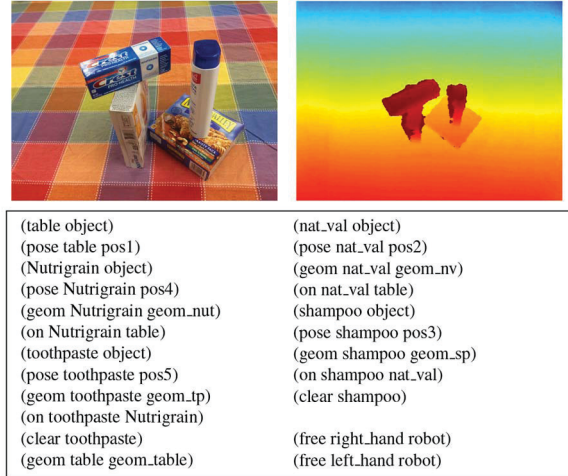 Crest
(table object)
(pose table pos1)
(Nutrigrain object)
(pose Nutrigrain pos4)
(geom Nutrigrain geom_nut)
(on Nutrigrain table)
(toothpaste object)
(pose toothpaste pos5)
(geom toothpaste geom_tp)
(on toothpaste Nutrigrain)
(clear toothpaste)
(geom table geom_table)
(nat_val object)
(pose nat_val pos2)
(geom nat_val geom_nv)
(on nat_val table)
(shampoo object)
(pose shampoo pos3)
(geom shampoo geom_sp)
(on shampoo nat_val)
(clear shampoo)
(free right_hand robot)
(free left_hand robot)